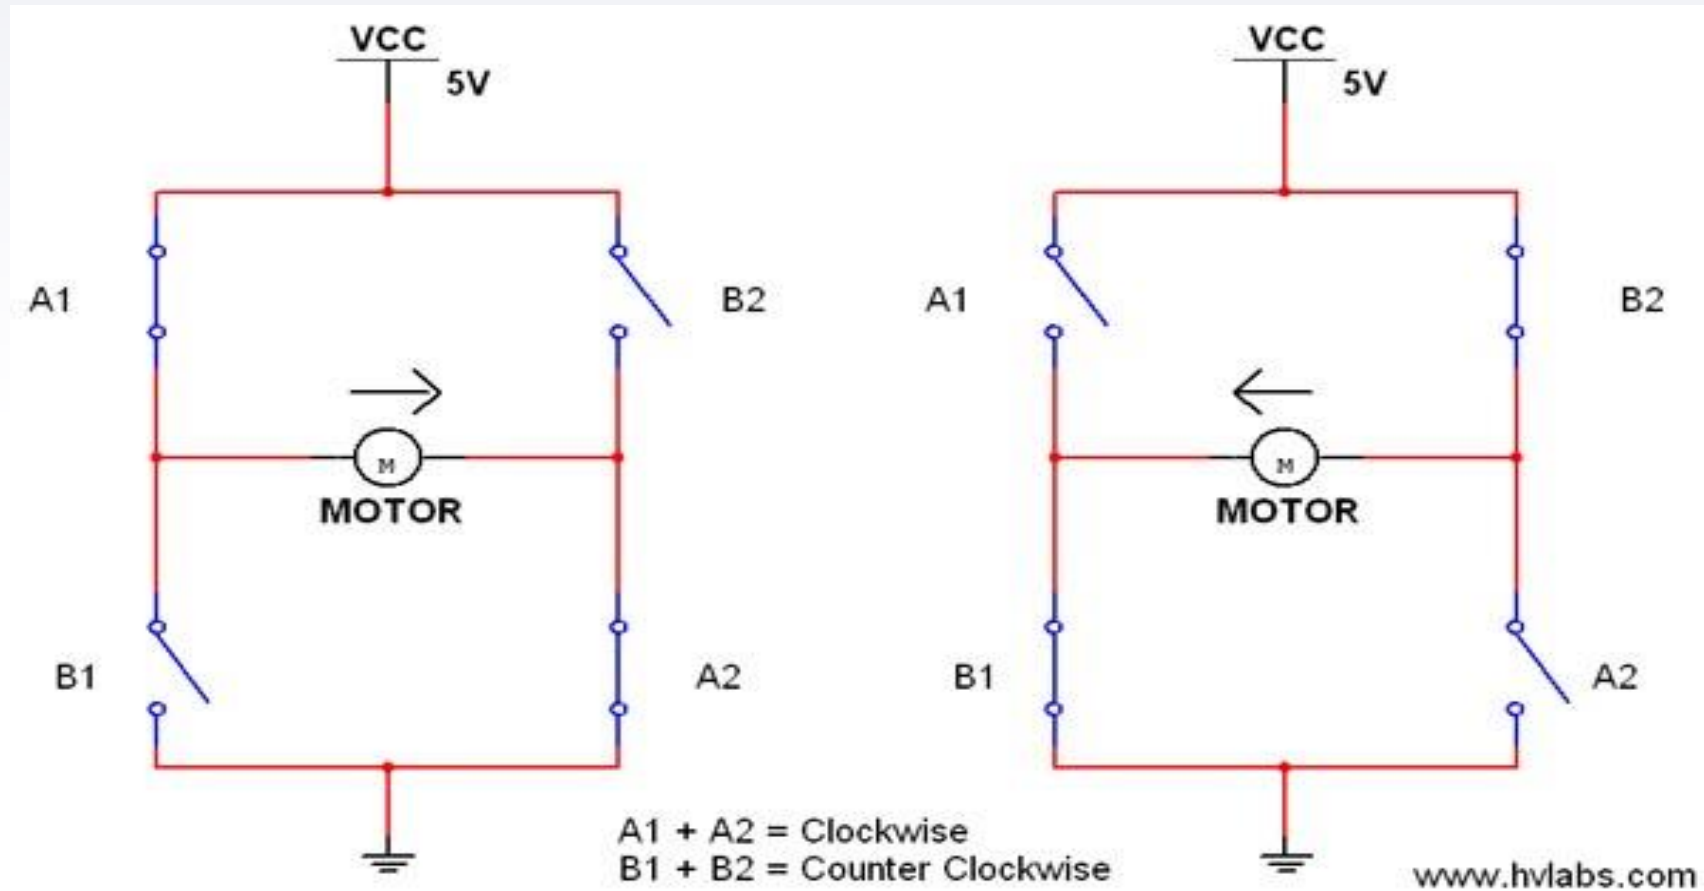 VCC
5V
A1
B2
M
MOTOR
B1
A2
VCC
5V
A1
B2
M
MOTOR
B1
A2
A1 + A2 = Clockwise
B1 + B2 = Counter Clockwise
www.hvlabs.com